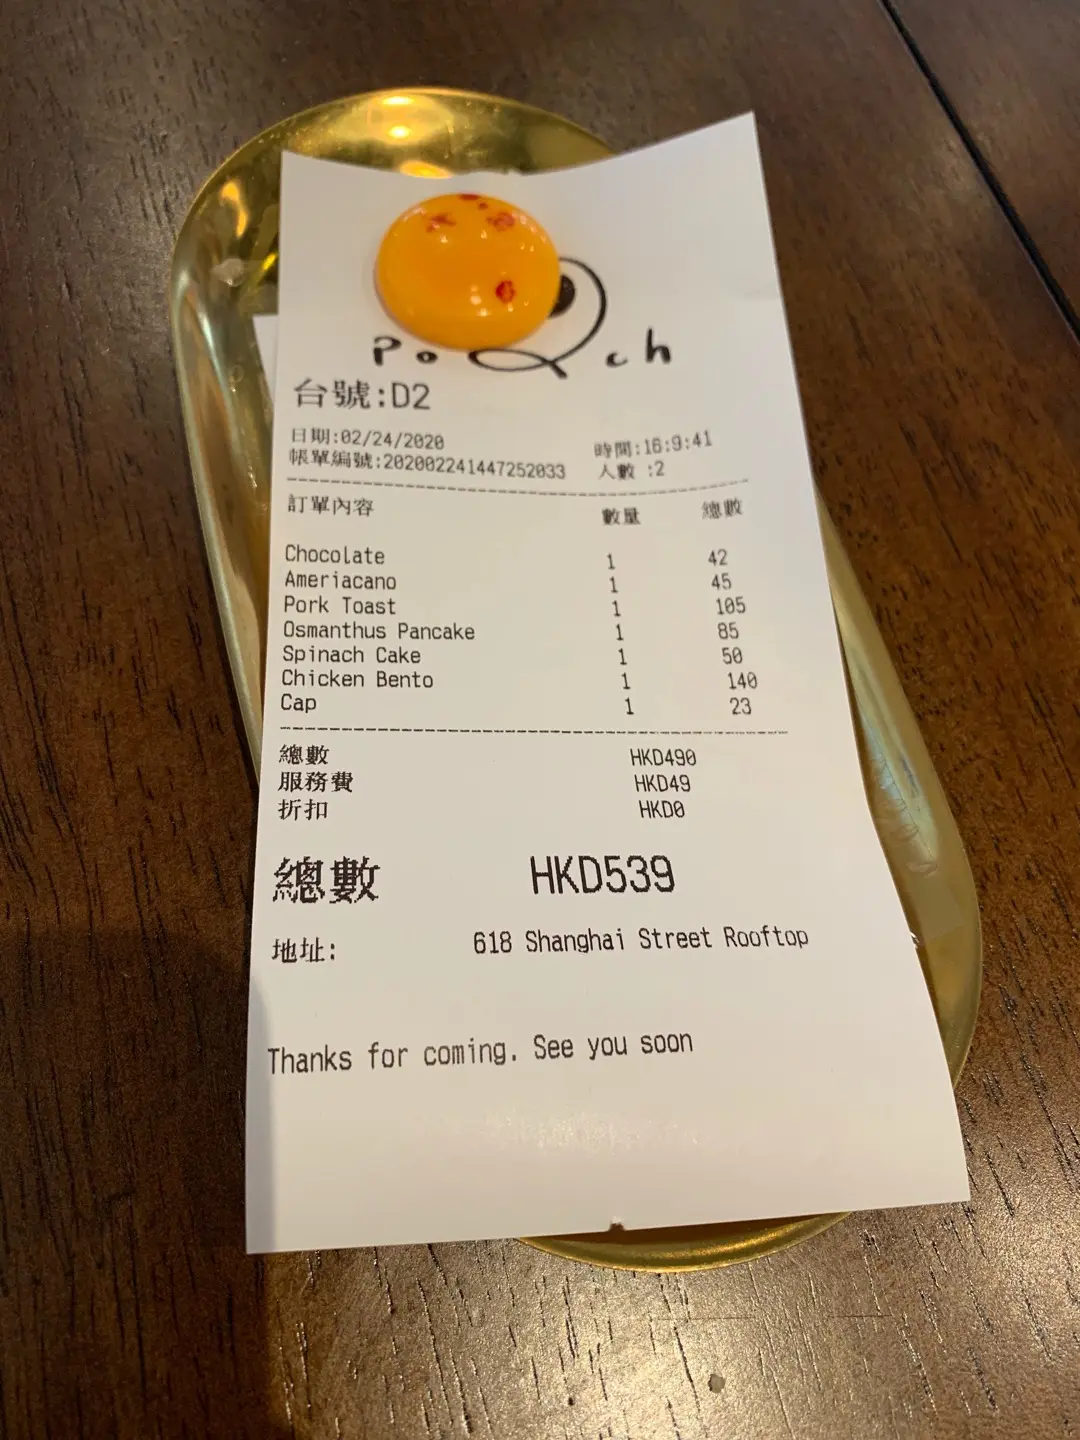 Poach
台號:D2
日期:02/24/2020 時間:16:9:41
帳單編號:202002241447252033 人數 :2
訂單內容 數量 總數
Chocolate 1 42
Ameriacano 1 45
Pork Toast 1 105
Osmanthus Pancake 1 85
Spinach Cake 1 50
Chicken Bento 1 140
Cap 1 23
總數 HKD490
服務費 HKD49
折扣 HKD0
總數 HKD539
地址: 618 Shanghai Street Rooftop
Thanks for coming. See you soon